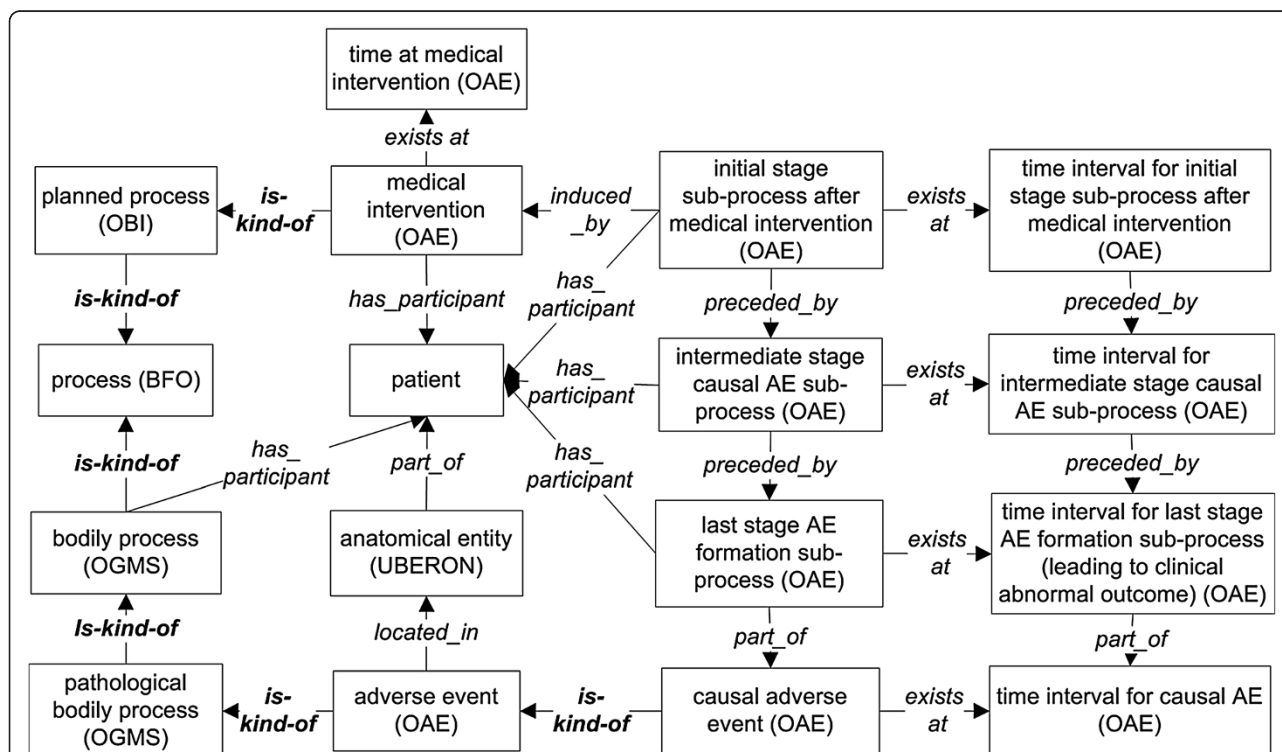 time at medical
intervention (OAE)
exists at
planned process
(OBI)
is-
kind-of
medical
intervention
(OAE)
induced
_by
initial stage
sub-process after
medical intervention
(OAE)
exists
at
time interval for initial
stage sub-process after
medical intervention
(OAE)
is-kind-of
has_participant
has_
participant
preceded_by
preceded_by
process (BFO)
patient
has_
participant
intermediate stage
causal AE sub-
process (OAE)
exists
at
time interval for
intermediate stage causal
AE sub-process (OAE)
is-kind-of
has_
participant
part_of
has_
participant
preceded_by
preceded_by
bodily process
(OGMS)
anatomical entity
(UBERON)
last stage AE
formation sub-
process (OAE)
exists
at
time interval for last stage
AE formation sub-process
(leading to clinical
abnormal outcome) (OAE)
Is-kind-of
located_in
part_of
part_of
pathological
bodily process
(OGMS)
is-
kind-of
adverse event
(OAE)
is-
kind-of
causal adverse
event (OAE)
exists
at
time interval for causal AE
(OAE)